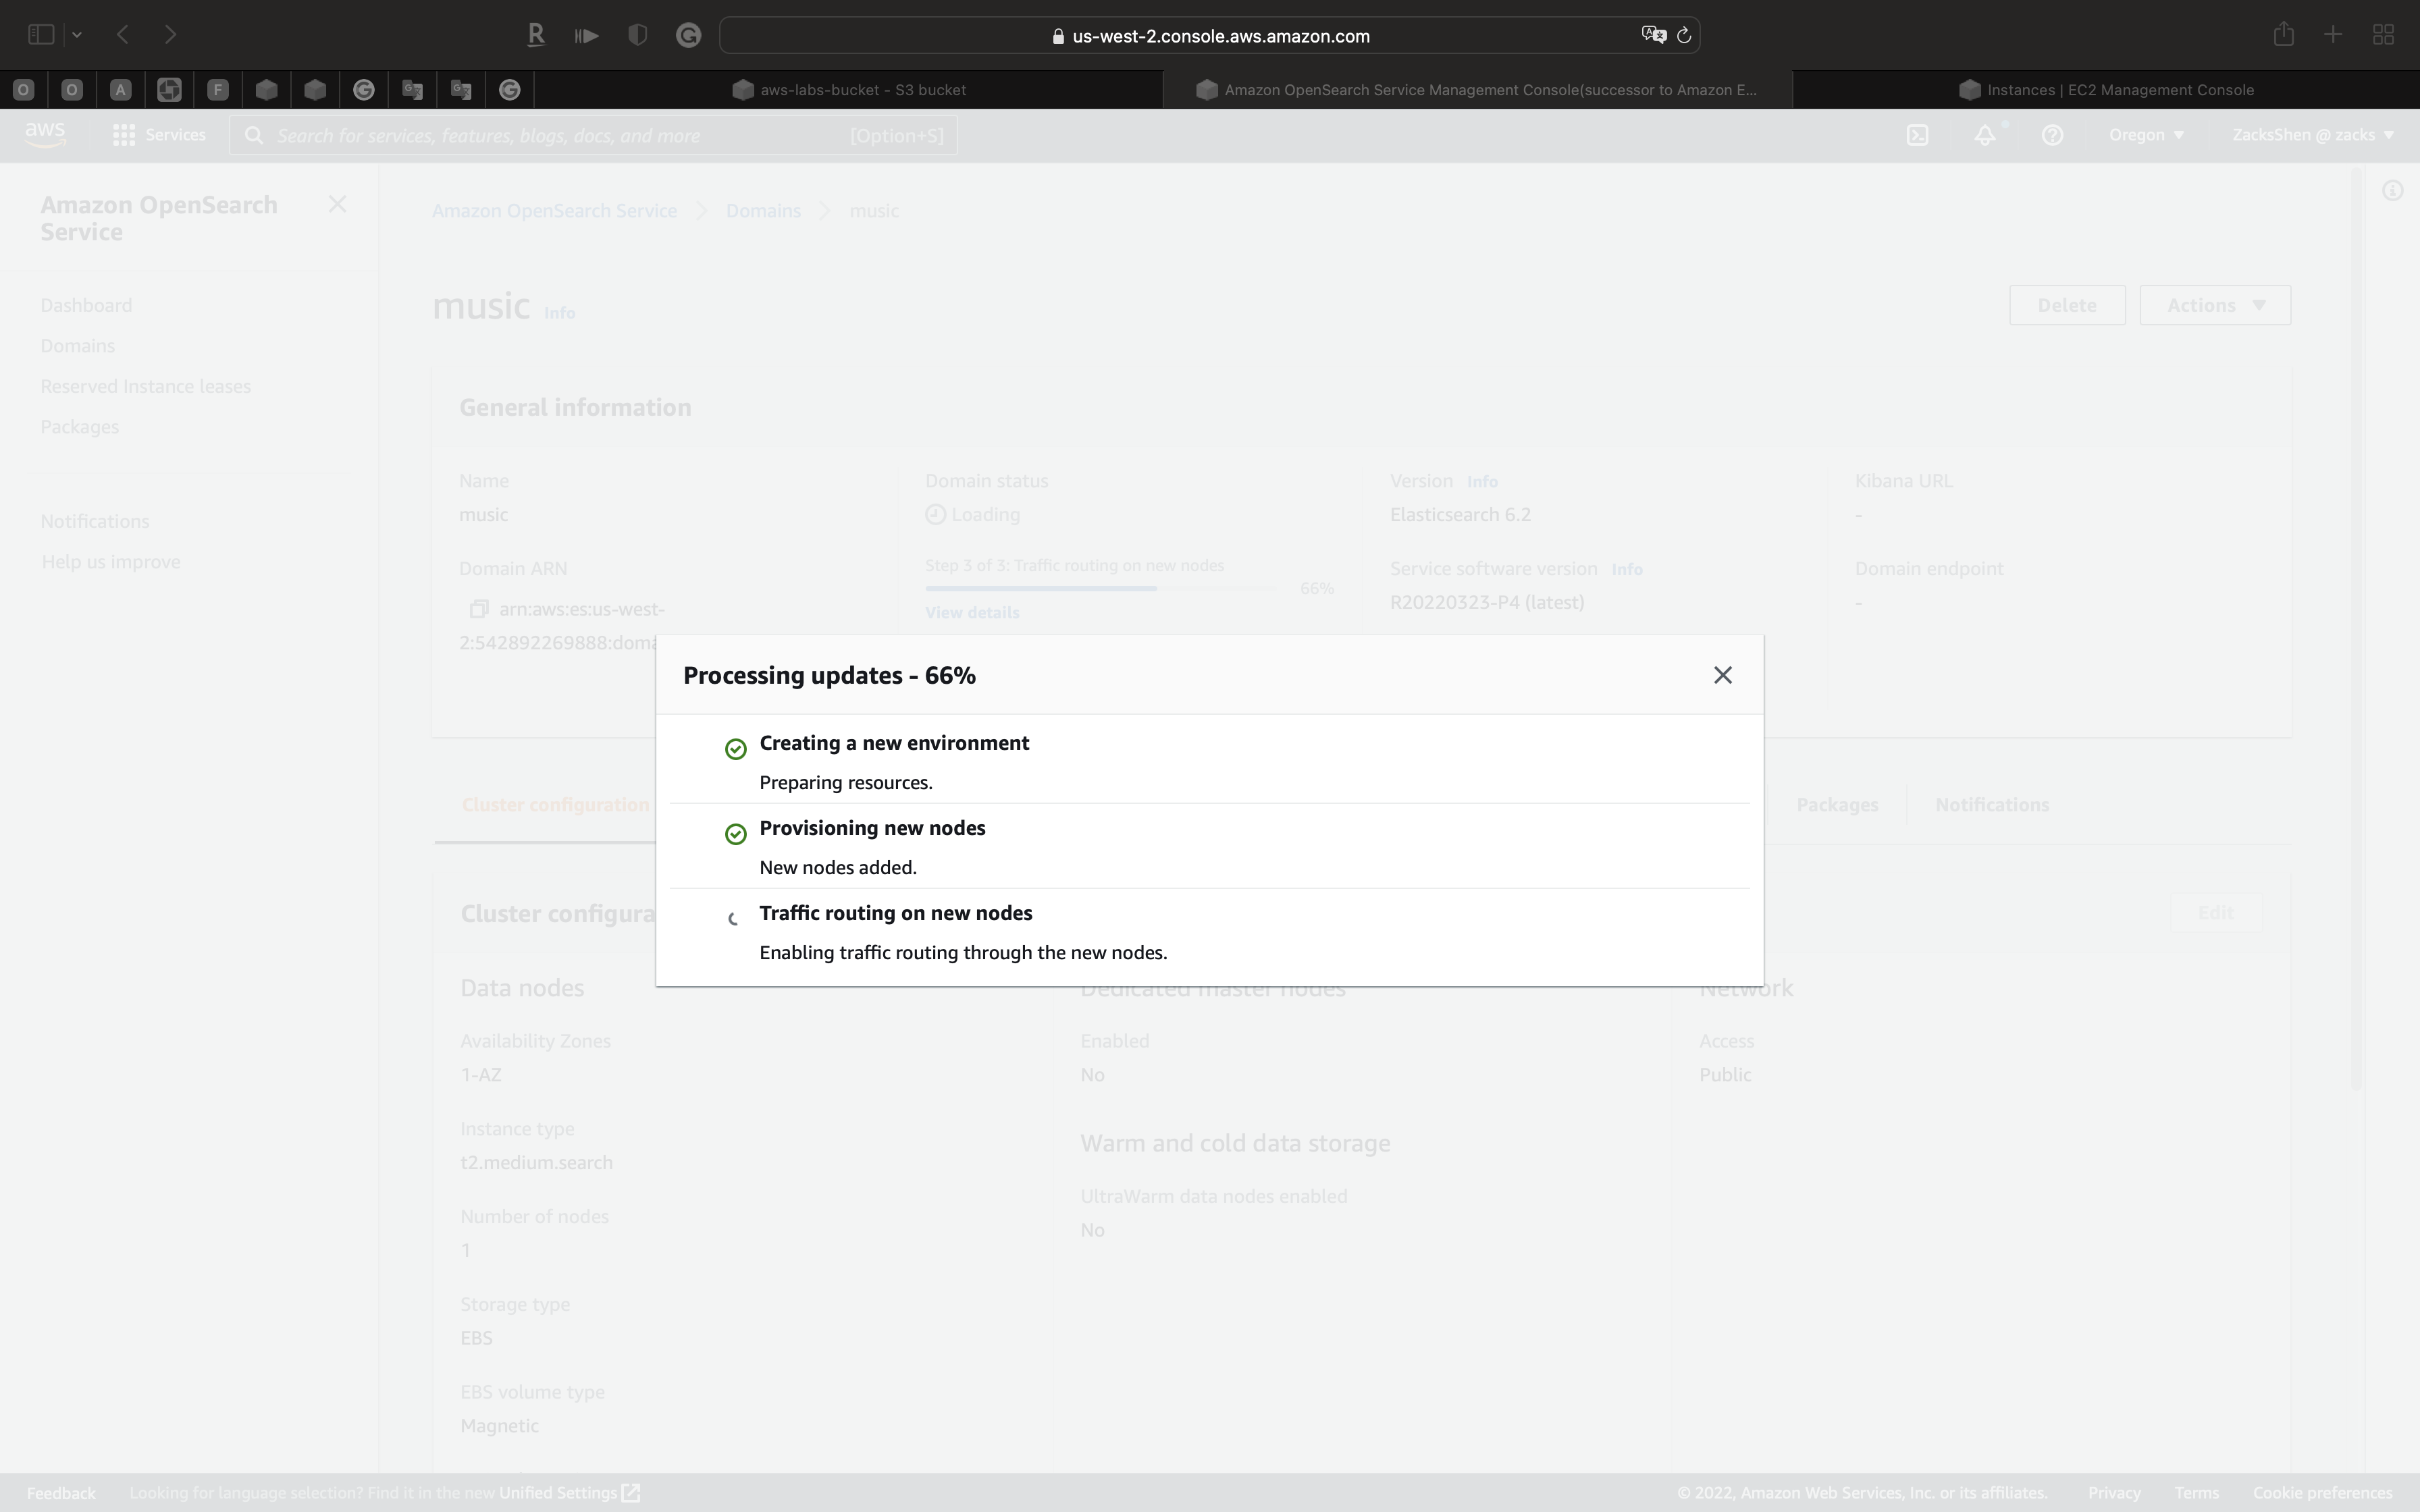 us-west-2.console.aws.amazon.com
O O A F
aws-labs-bucket - S3 bucket
Amazon OpenSearch Service Management Console(successor to Amazon E...
Instances | EC2 Management Console
aws
Services
Search for services, features, blogs, docs, and more [Option+S]
Oregon
ZacksShen @ zacks
Amazon OpenSearch
Service
Dashboard
Domains
Reserved Instance leases
Packages
Notifications
Help us improve
Amazon OpenSearch Service
Domains
music
music Info
Delete
Actions
General information
Name
music
Domain ARN
arn:aws:es:us-west-
2:542892269888:doma
Domain status
Loading
Step 3 of 3: Traffic routing on new nodes
66%
View details
Version Info
Elasticsearch 6.2
Service software version Info
R20220323-P4 (latest)
Kibana URL
-
Domain endpoint
-
Processing updates - 66%
Creating a new environment
Preparing resources.
Provisioning new nodes
New nodes added.
Traffic routing on new nodes
Enabling traffic routing through the new nodes.
Cluster configuration
Packages
Notifications
Cluster configura
Edit
Data nodes
Availability Zones
1-AZ
Instance type
t2.medium.search
Number of nodes
1
Storage type
EBS
EBS volume type
Magnetic
Dedicated master nodes
Enabled
No
Warm and cold data storage
UltraWarm data nodes enabled
No
Network
Access
Public
Feedback
Looking for language selection? Find it in the new Unified Settings
© 2022, Amazon Web Services, Inc. or its affiliates.
Privacy
Terms
Cookie preferences